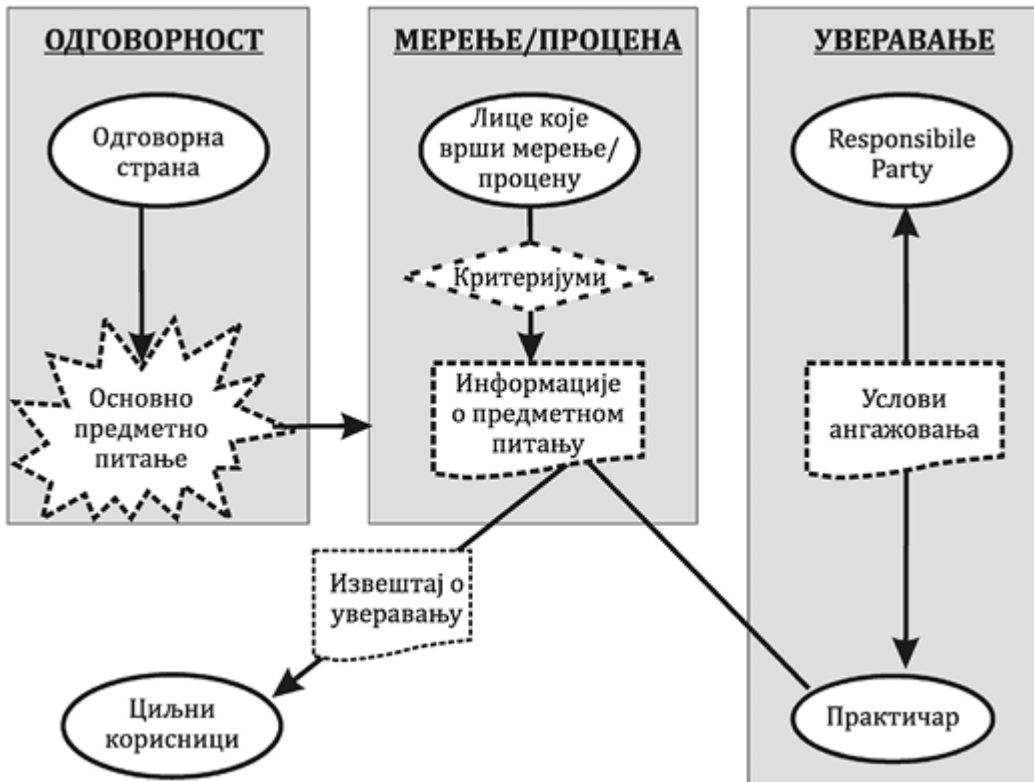 ОДГОВОРНОСТ
Одговорна
страна
Основно
предметно
питање
МЕРЕЊЕ/ПРОЦЕНА
Лице које
врши мерење/
процену
Критеријуми
Информације
о предметном
питању
УВЕРАВАЊЕ
Responsibile
Party
Услови
ангажовања
Практичар
Извештај о
уверавању
Циљни
корисници